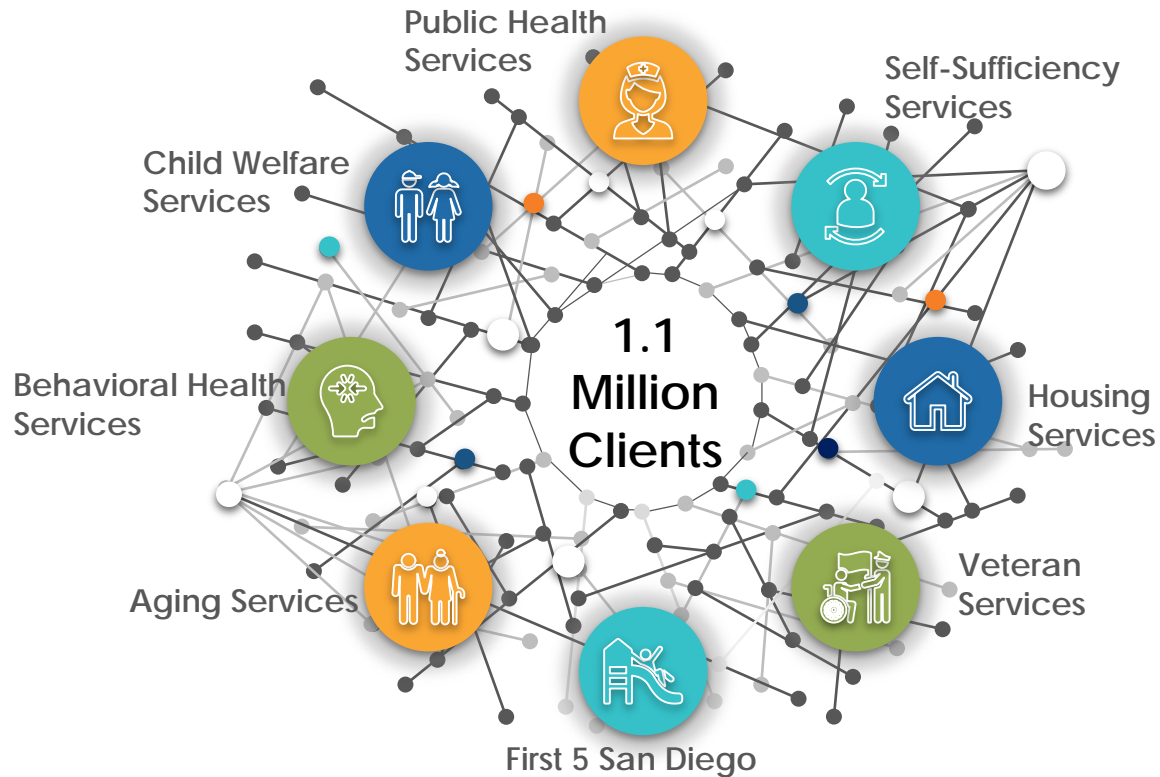 Public Health
Services
Self-Sufficiency
Services
Child Welfare
Services
1.1
Million
Clients
Behavioral Health
Services
Housing
Services
Aging Services
Veteran
Services
First 5 San Diego